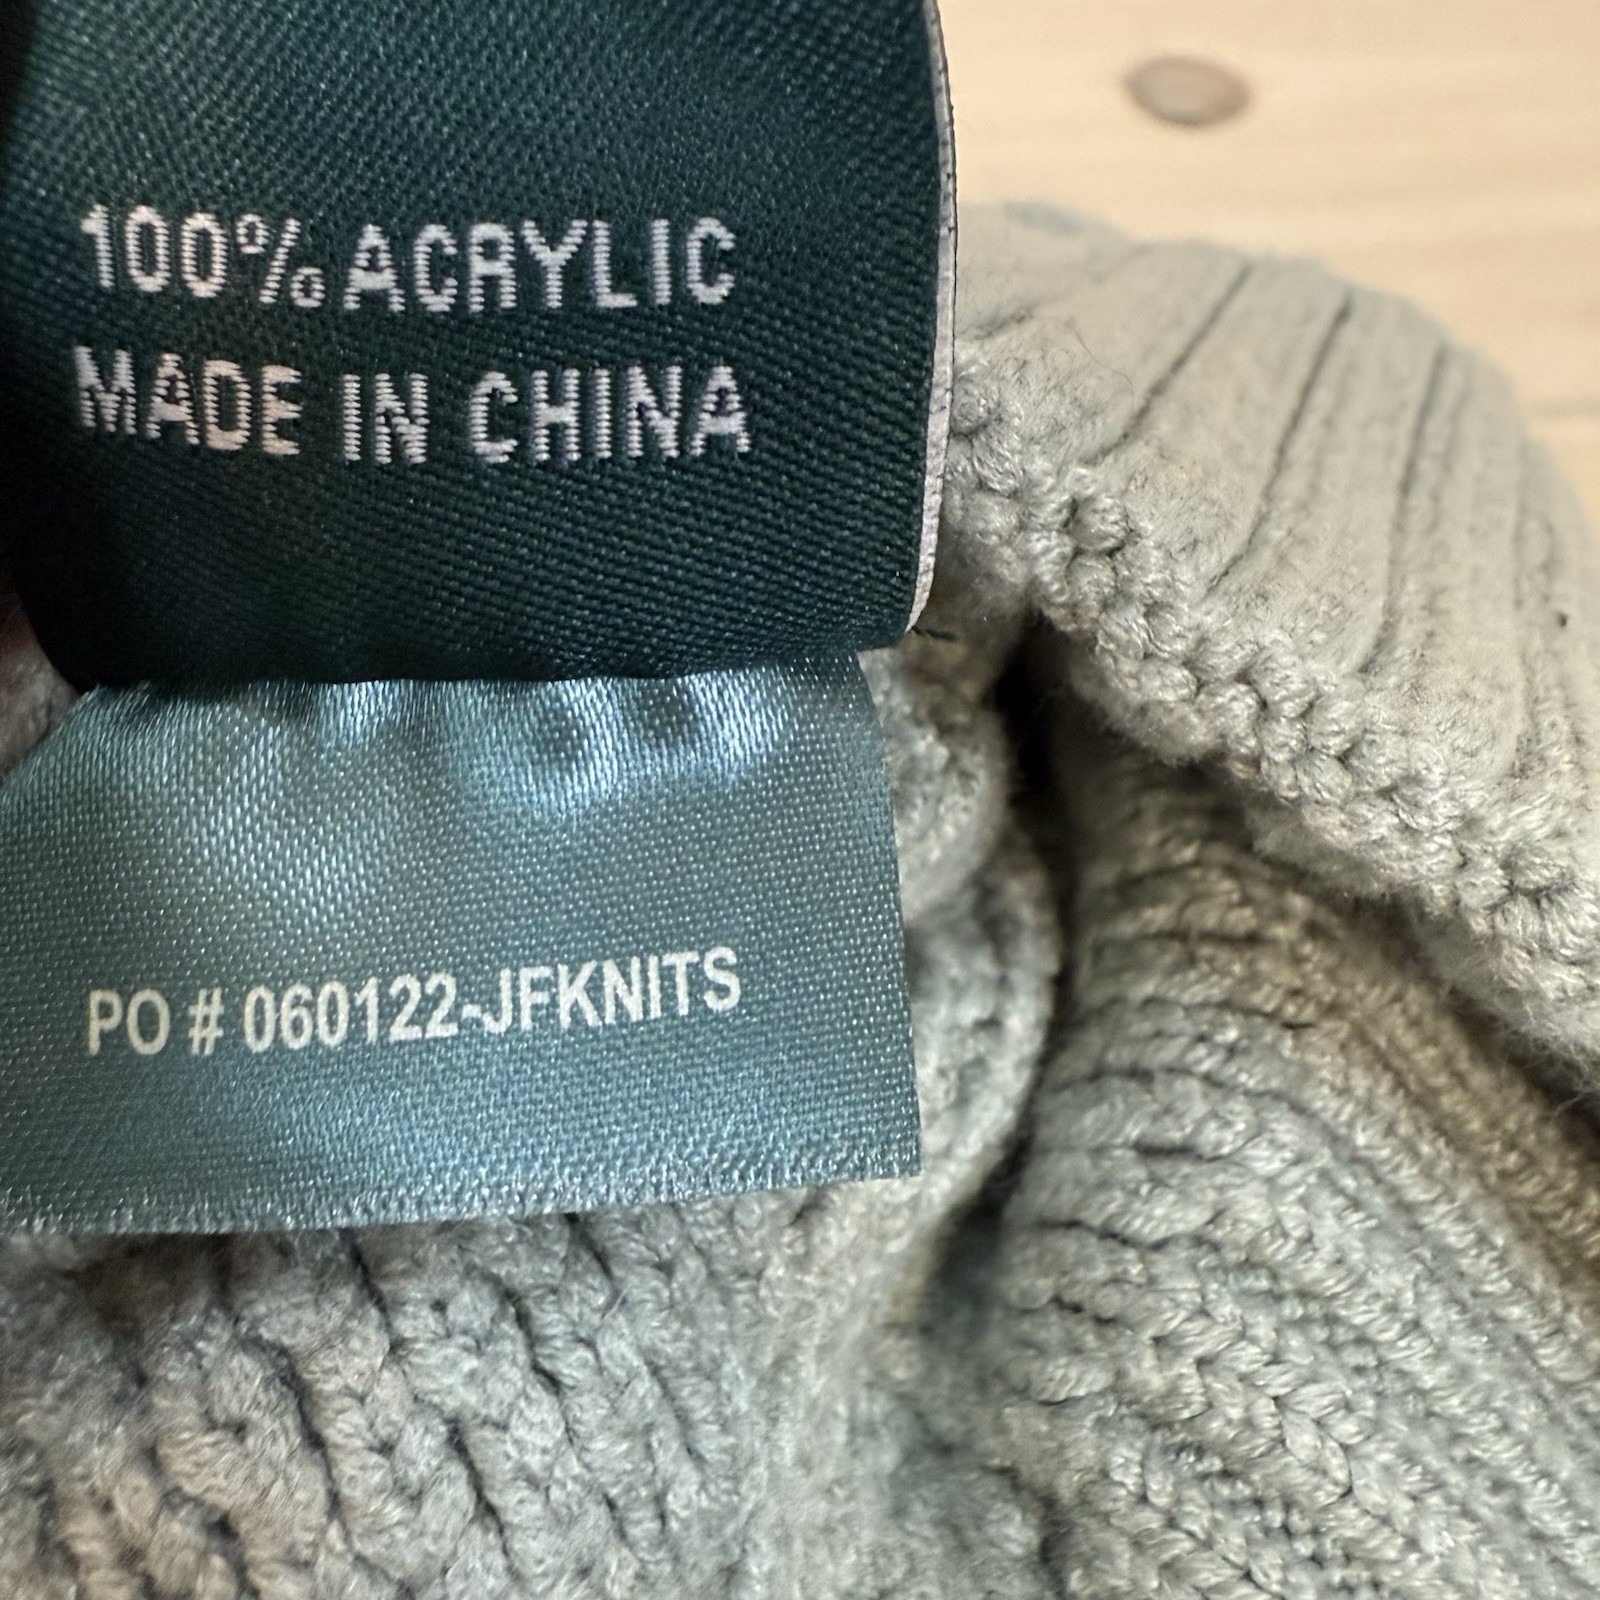 100% ACRYLIC
MADE IN CHINA
PO # 060122-JFKNITS